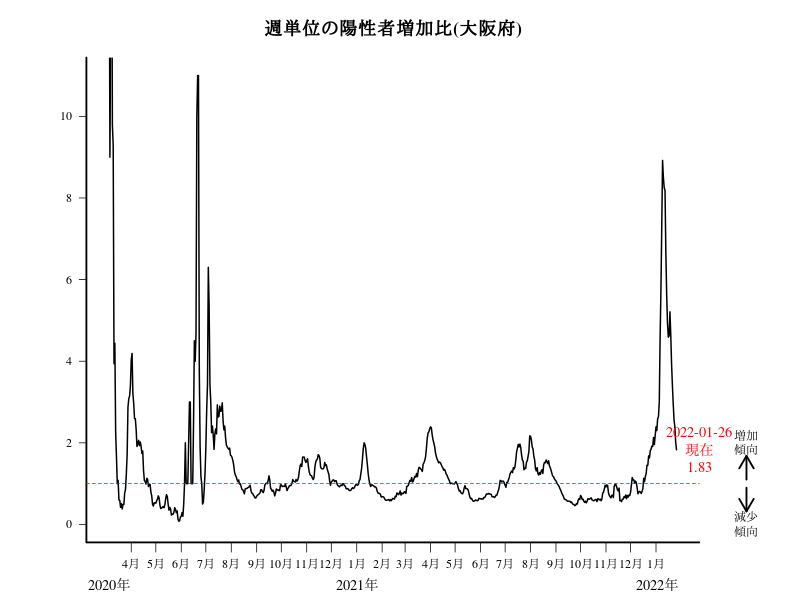 週単位の陽性者増加比(大阪府)
10
8
6
4
2
0
2022-01-26
現在
1.83
増加
傾向
減少
傾向
4月 5月 6月 7月 8月 9月 10月 11月 12月 1月 2月 3月 4月 5月 6月 7月 8月 9月 10月 11月 12月 1月
2020年 2021年 2022年